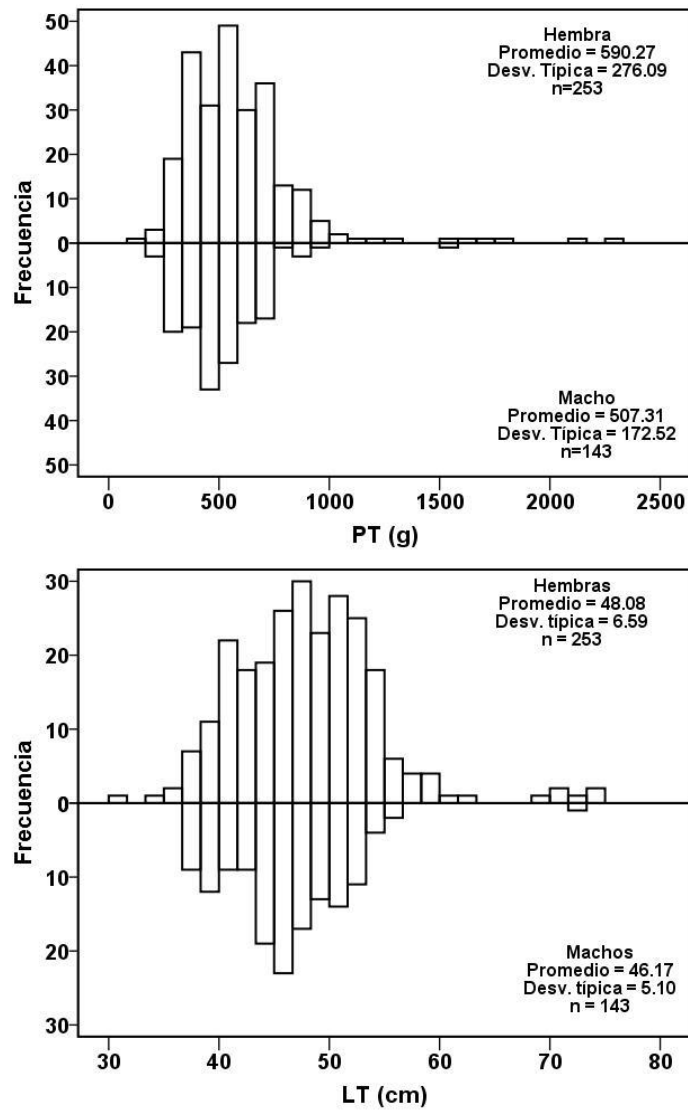 50
40
30
20
10
0
10
20
30
40
50
Frecuencia
Hembra
Promedio = 590.27
Desv. Típica = 276.09
n=253
Macho
Promedio = 507.31
Desv. Típica = 172.52
n=143
0 500 1000 1500 2000 2500
PT (g)
30
20
10
0
10
20
30
Frecuencia
Hembras
Promedio = 48.08
Desv. típica = 6.59
n = 253
Machos
Promedio = 46.17
Desv. típica = 5.10
n = 143
30 40 50 60 70 80
LT (cm)